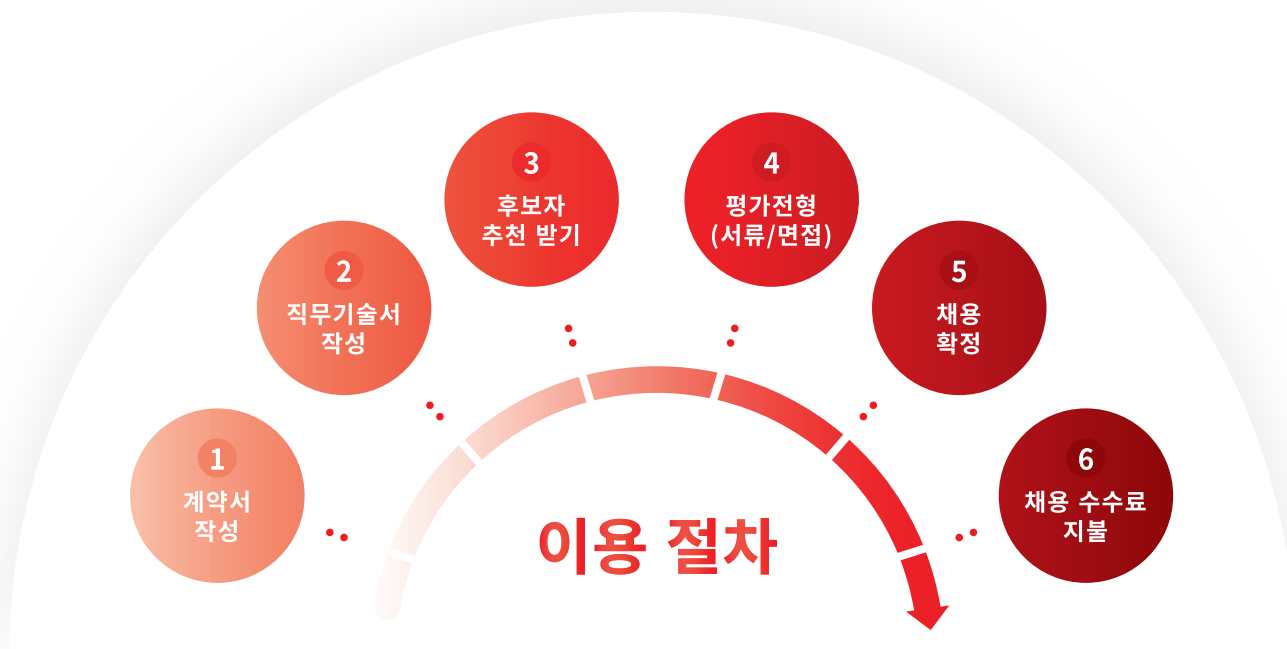 1
계약서
작성
2
직무기술서
작성
3
후보자
추천 받기
4
평가전형
(서류/면접)
5
채용
확정
6
채용 수수료
지불
이용 절차